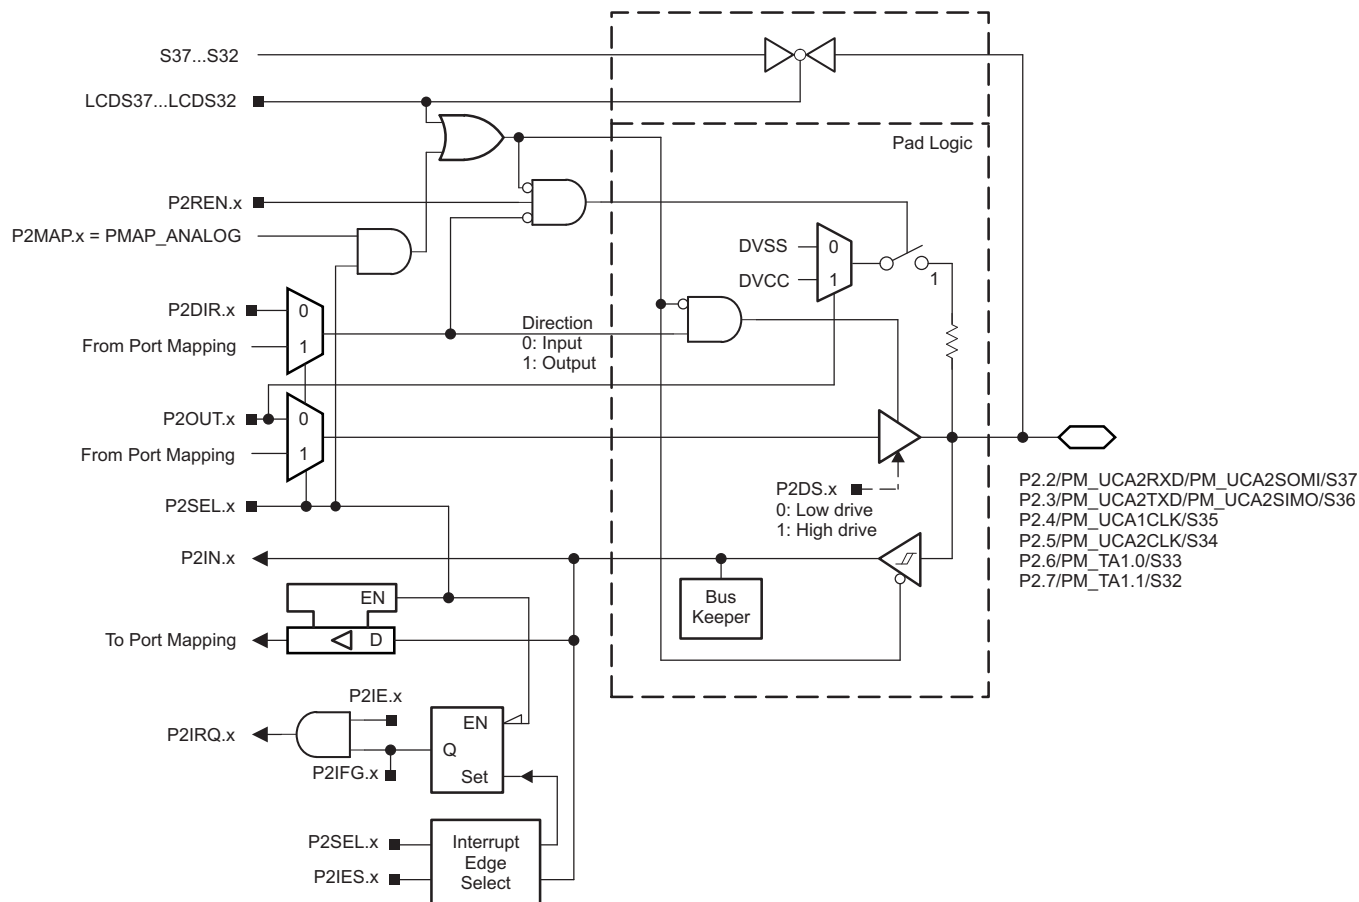 S37...S32
LCDS37...LCDS32
Pad Logic
P2REN.x
P2MAP.x = PMAP_ANALOG
DVSS
0
DVCC
1
1
P2DIR.x
0
From Port Mapping
1
Direction
0: Input
1: Output
P2OUT.x
0
From Port Mapping
1
P2SEL.x
P2DS.x
0: Low drive
1: High drive
P2.2/PM_UCA2RXD/PM_UCA2SOMI/S37
P2.3/PM_UCA2TXD/PM_UCA2SIMO/S36
P2.4/PM_UCA1CLK/S35
P2.5/PM_UCA2CLK/S34
P2.6/PM_TA1.0/S33
P2.7/PM_TA1.1/S32
P2IN.x
Bus
Keeper
EN
To Port Mapping
D
P2IE.x
P2IRQ.x
EN
Q
P2IFG.x
Set
P2SEL.x
P2IES.x
Interrupt
Edge
Select